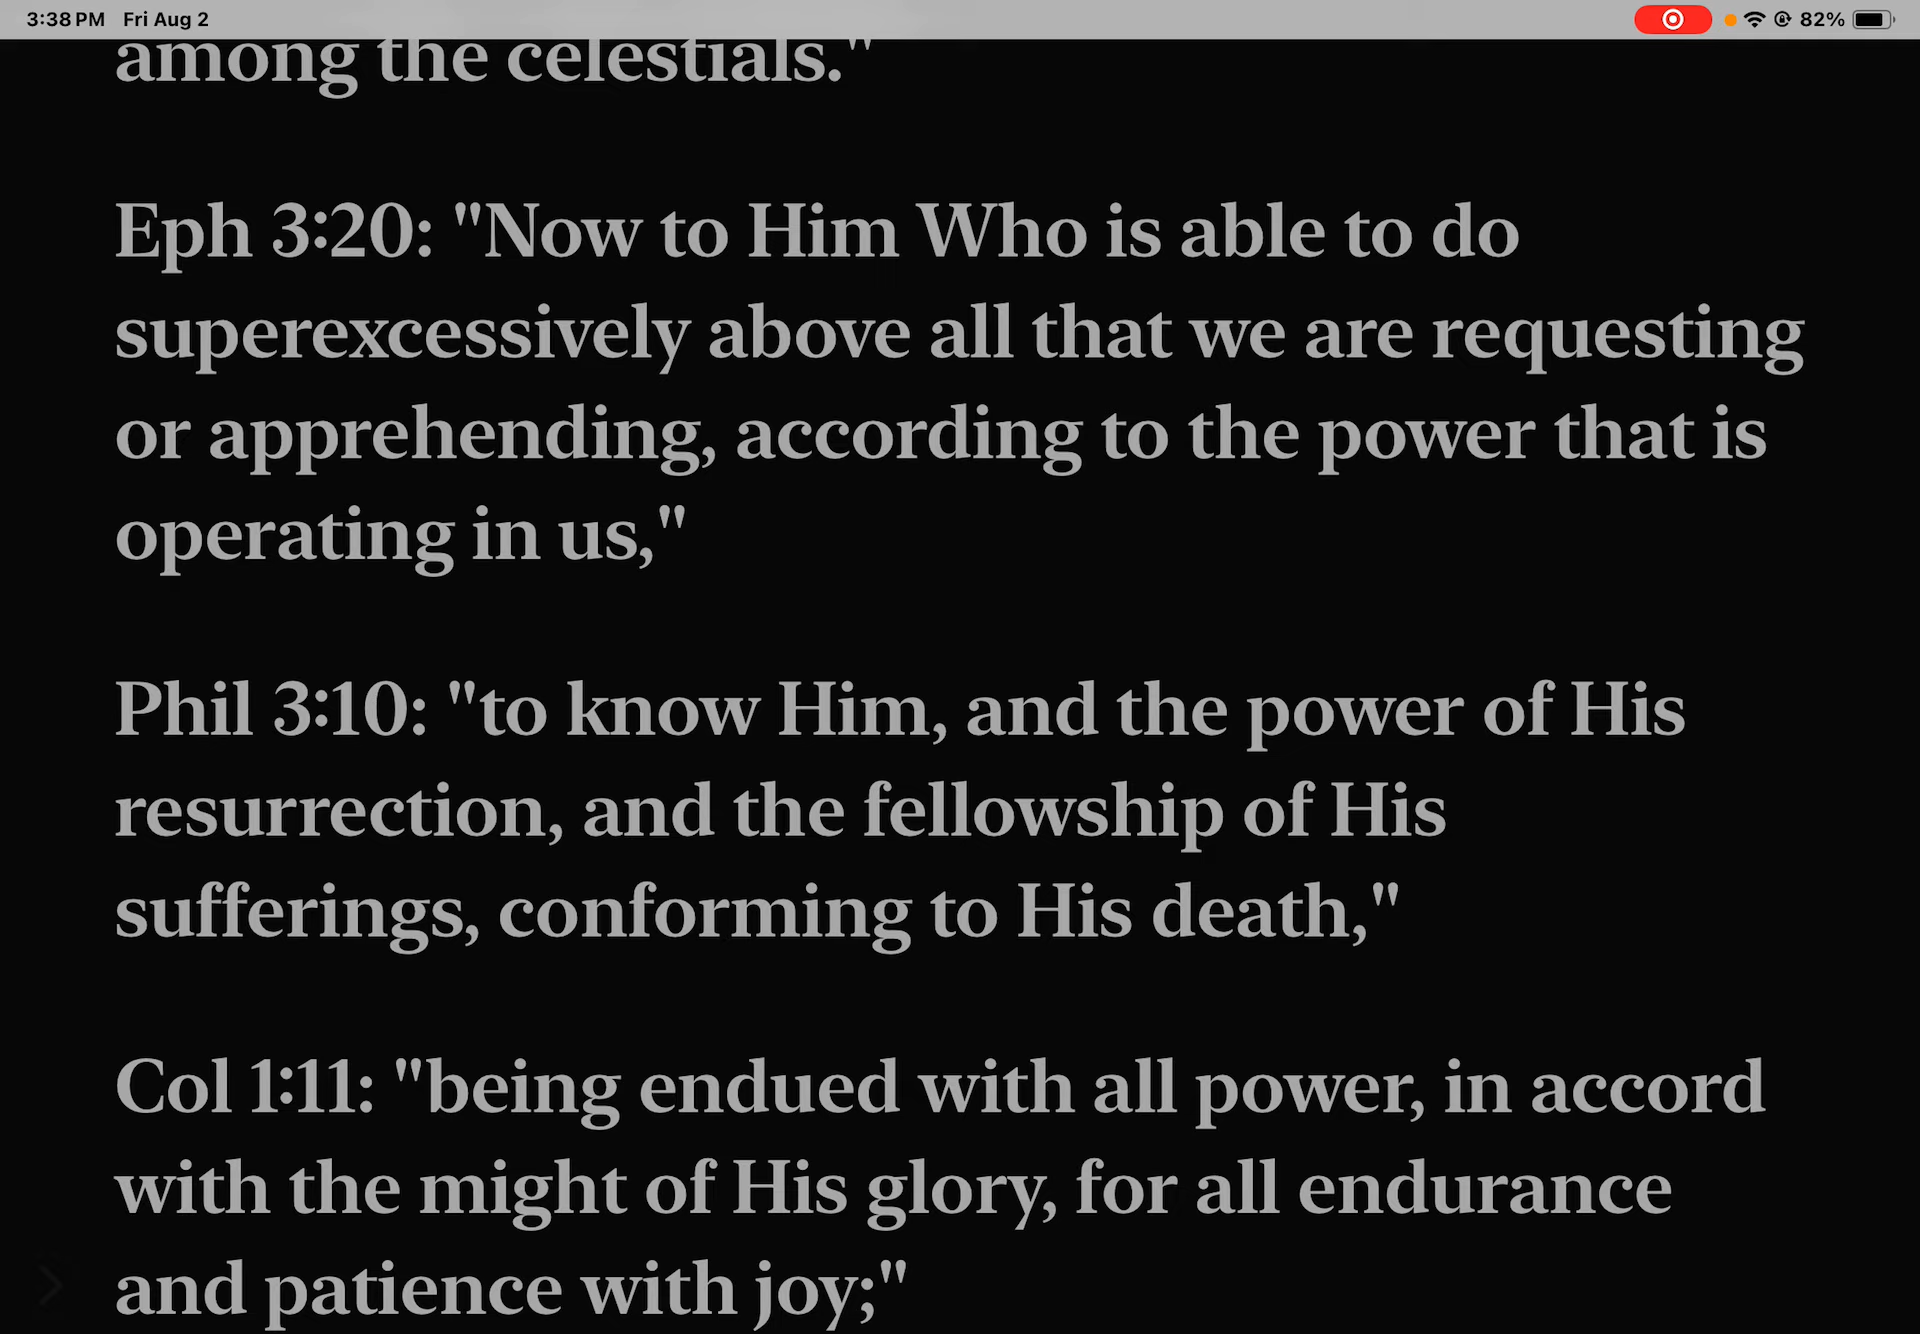 3:38 PM Fri Aug 2 82%
among the celestials."
Eph 3:20: "Now to Him Who is able to do
superexcessively above all that we are requesting
or apprehending, according to the power that is
operating in us,"
Phil 3:10: "to know Him, and the power of His
resurrection, and the fellowship of His
sufferings, conforming to His death,"
Col 1:11: "being endued with all power, in accord
with the might of His glory, for all endurance
and patience with joy;"